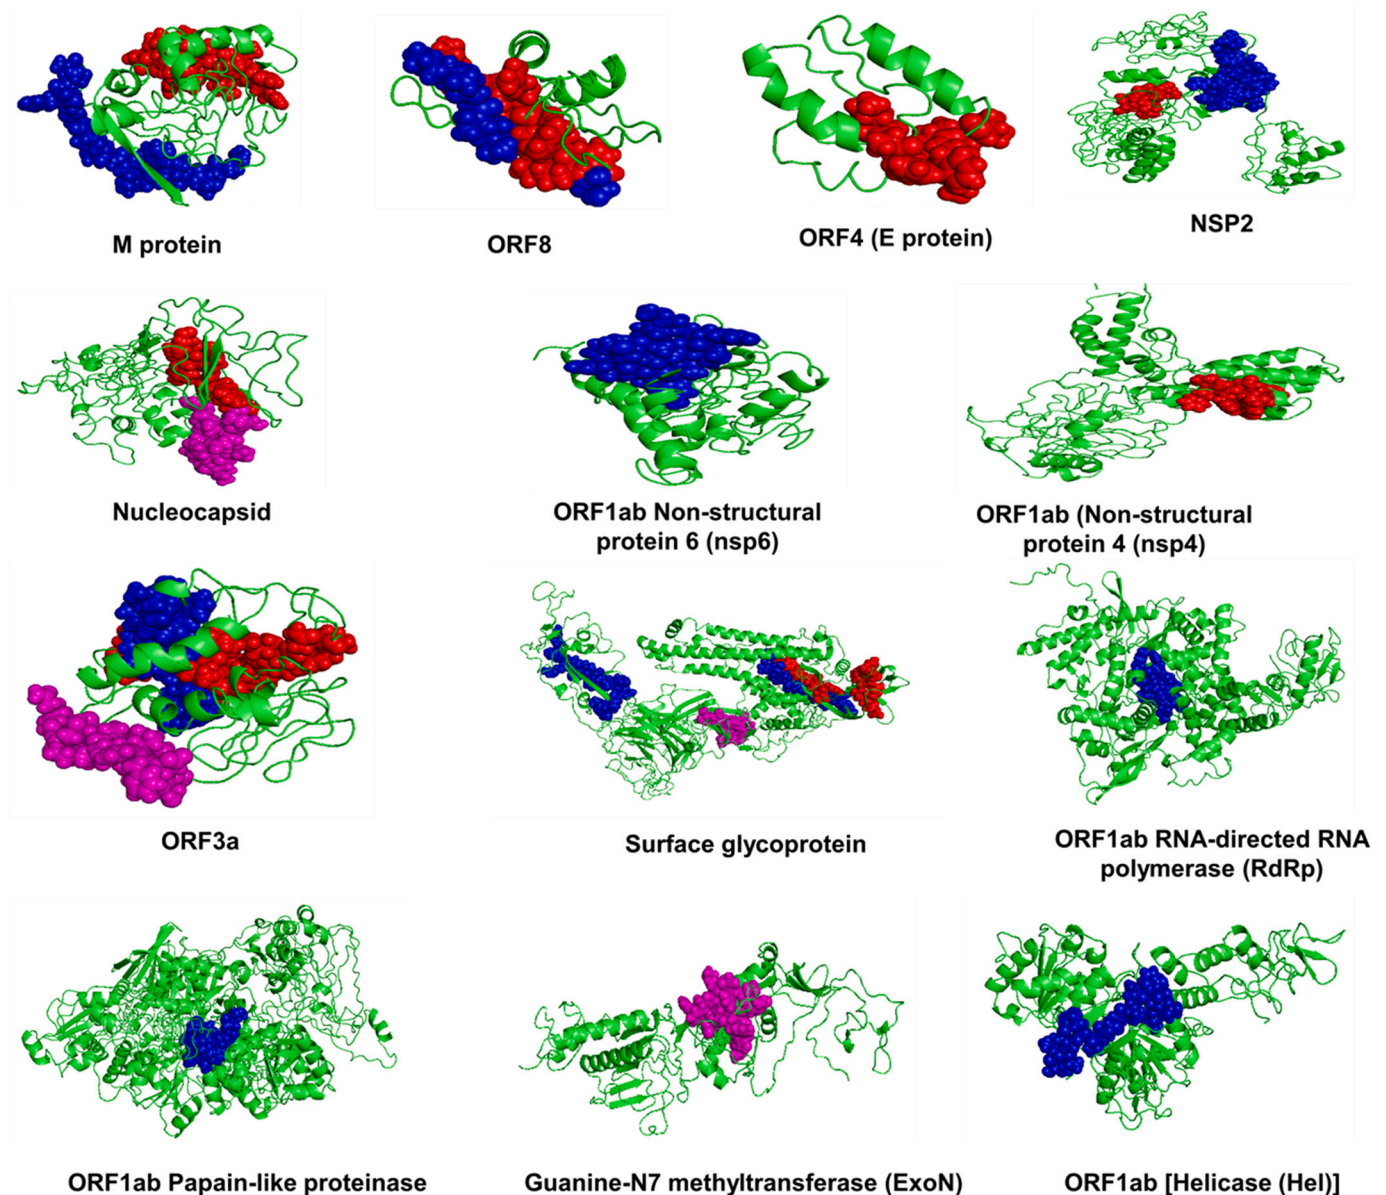 M protein
ORF8
ORF4 (E protein)
NSP2
Nucleocapsid
ORF1ab Non-structural
protein 6 (nsp6)
ORF1ab (Non-structural
protein 4 (nsp4)
ORF3a
Surface glycoprotein
ORF1ab RNA-directed RNA
polymerase (RdRp)
ORF1ab Papain-like proteinase
Guanine-N7 methyltransferase (ExoN)
ORF1ab [Helicase (Hel)]